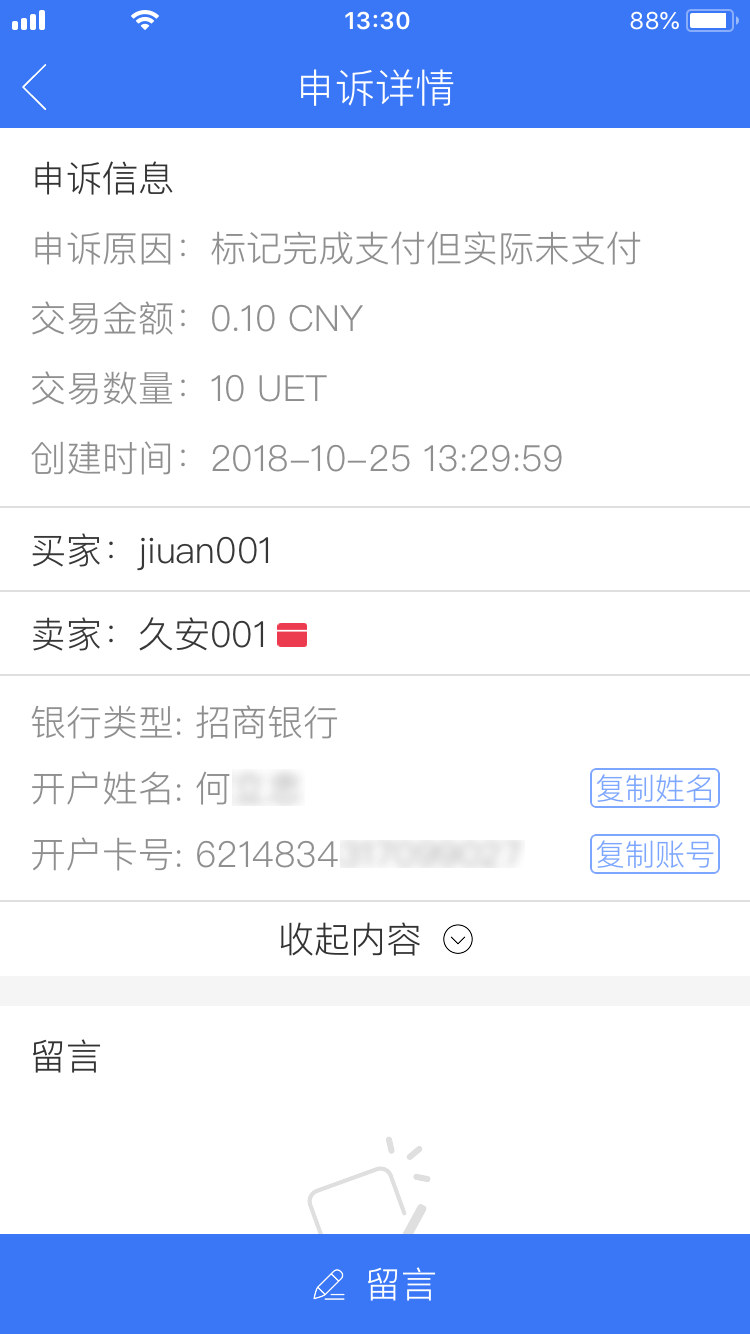 13:30 88%
申诉详情
申诉信息
申诉原因：标记完成支付但实际未支付
交易金额：0.10 CNY
交易数量：10 UET
创建时间：2018-10-25 13:29:59
买家：jiuan001
卖家：久安001
银行类型: 招商银行
开户姓名: 何
复制姓名
开户卡号: 6214834
复制账号
收起内容
留言
留言